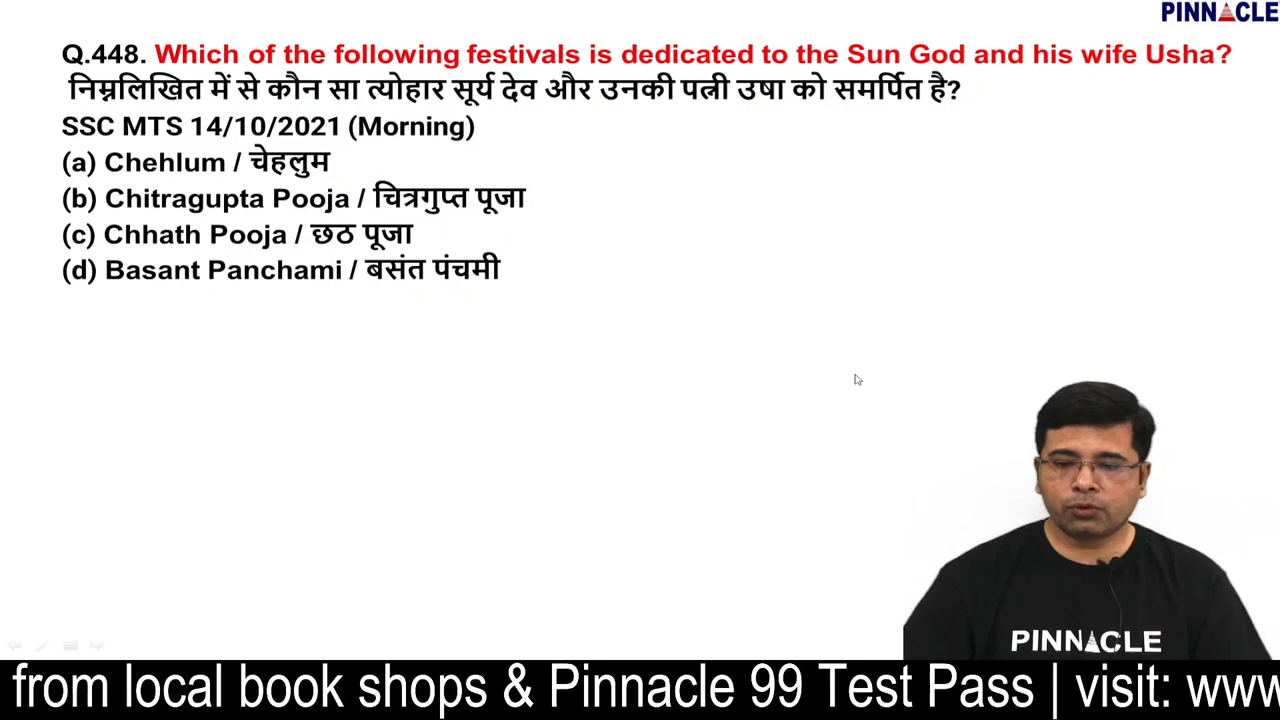 PINNACLE
Q.448. Which of the following festivals is dedicated to the Sun God and his wife Usha?
निम्नलिखित में से कौन सा त्योहार सूर्य देव और उनकी पत्नी उषा को समर्पित है?
SSC MTS 14/10/2021 (Morning)
(a) Chehlum / चेहलुम
(b) Chitragupta Pooja / चित्रगुप्त पूजा
(c) Chhath Pooja / छठ पूजा
(d) Basant Panchami / बसंत पंचमी
PINNACLE
from local book shops & Pinnacle 99 Test Pass | visit: www